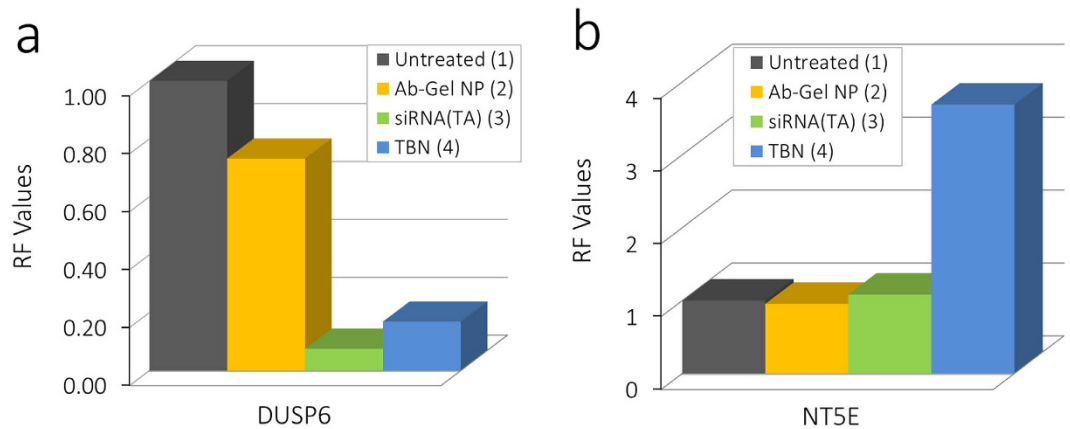 a
Untreated (1)
Ab-Gel NP (2)
siRNA(TA) (3)
TBN (4)
RF Values
1.00
0.80
0.60
0.40
0.20
0.00
DUSP6
b
Untreated (1)
Ab-Gel NP (2)
siRNA(TA) (3)
TBN (4)
RF Values
4
3
2
1
0
NT5E